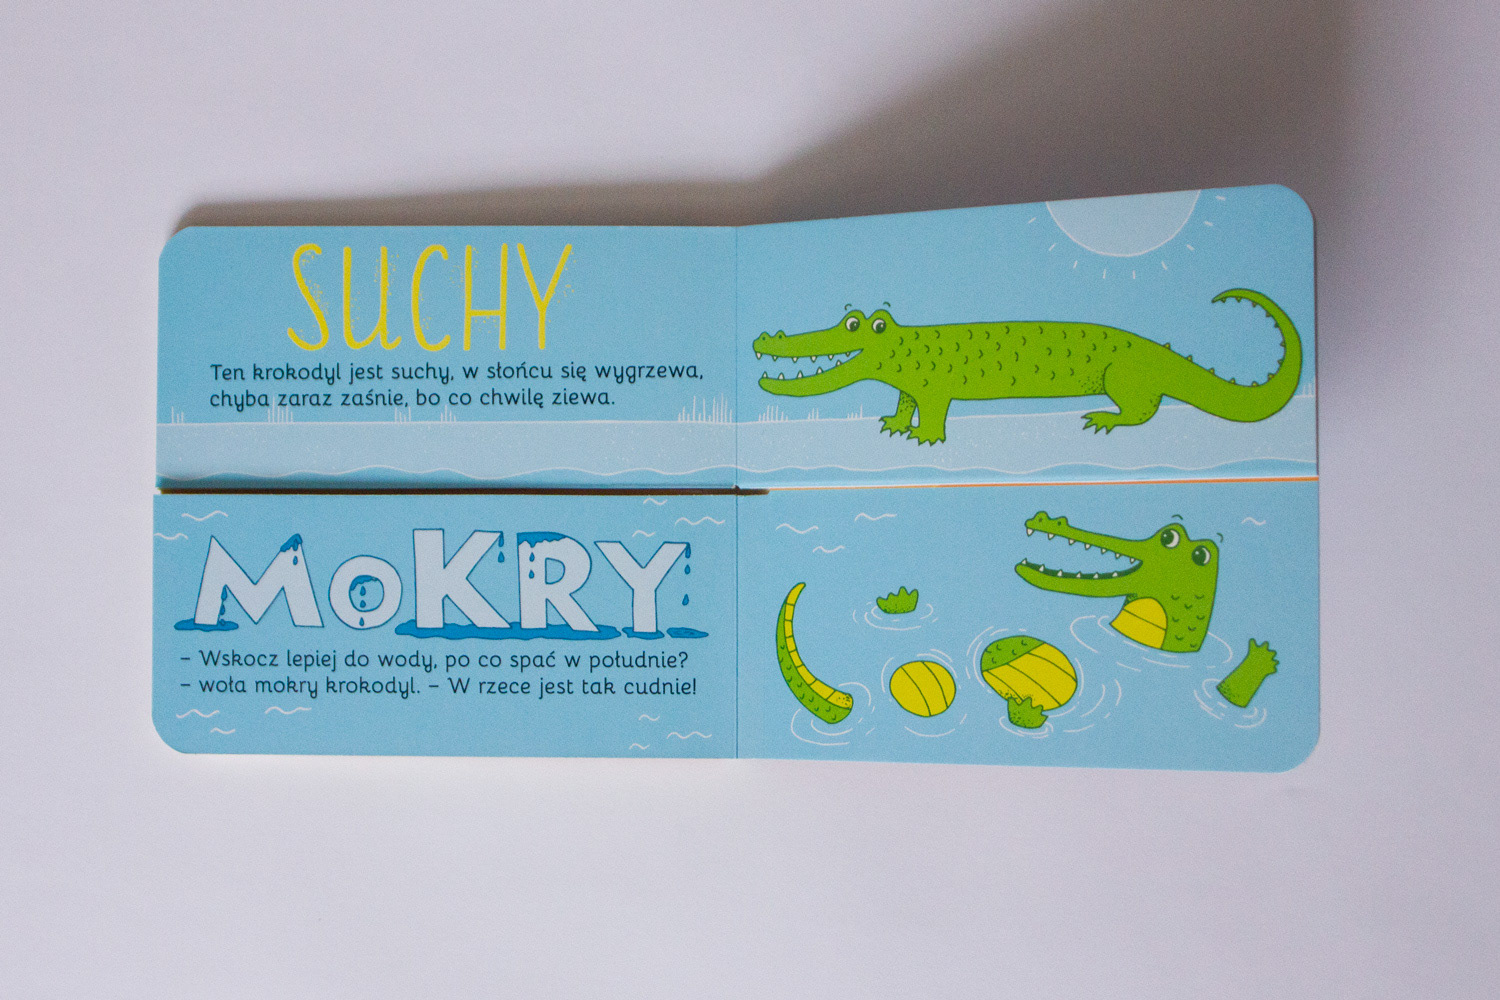 SUCHY
Ten krokodyl jest suchy, w słońcu się wygrzewa,
chyba zaraz zaśnie, bo co chwilę ziewa.
MoKRY
– Wskocz lepiej do wody, po co spać w południe?
– woła mokry krokodyl. – W rzece jest tak cudnie!